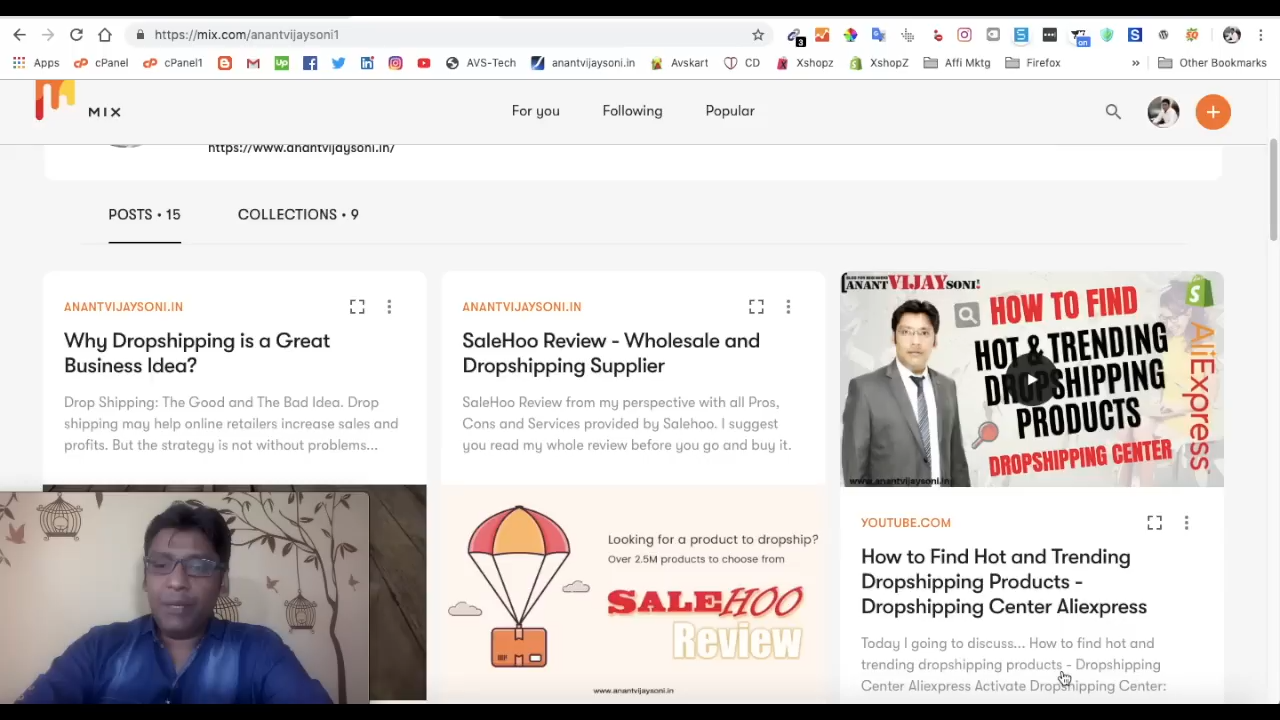 https://mix.com/anantvijaysoni1
3
on
Apps cPanel cPanel1 AVS-Tech anantvijaysoni.in Avskart CD Xshopz XshopZ Affi Mktg Firefox » Other Bookmarks
MIX
For you Following Popular
https://www.anantvijaysoni.in/
POSTS • 15 COLLECTIONS • 9
ANANTVIJAYSONI.IN
Why Dropshipping is a Great
Business Idea?
Drop Shipping: The Good and The Bad Idea. Drop
shipping may help online retailers increase sales and
profits. But the strategy is not without problems...
ANANTVIJAYSONI.IN
SaleHoo Review - Wholesale and
Dropshipping Supplier
SaleHoo Review from my perspective with all Pros,
Cons and Services provided by Salehoo. I suggest
you read my whole review before you go and buy it.
Looking for a product to dropship?
Over 2.5M products to choose from
SALEHOO
Review
www.anantvijaysoni.in
ANANTVIJAYSONI!
HOW TO FIND
HOT & TRENDING
DROPSHIPPING
PRODUCTS
DROPSHIPPING CENTER
AliExpress
www.anantvijaysoni.in
YOUTUBE.COM
How to Find Hot and Trending
Dropshipping Products -
Dropshipping Center Aliexpress
Today I going to discuss... How to find hot and
trending dropshipping products - Dropshipping
Center Aliexpress Activate Dropshipping Center: